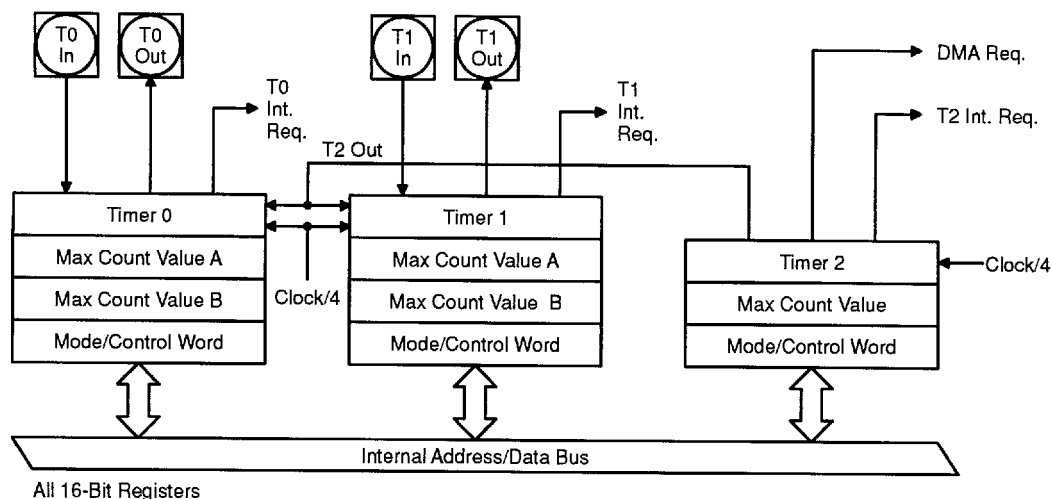 T0
In
T0
Out
T1
In
T1
Out
DMA Req.
T0
Int.
Req.
T1
Int.
Req.
T2 Int. Req.
T2 Out
Timer 0
Max Count Value A
Max Count Value B
Mode/Control Word
Clock/4
Timer 1
Max Count Value A
Max Count Value B
Mode/Control Word
Timer 2
Max Count Value
Mode/Control Word
Clock/4
Internal Address/Data Bus
All 16-Bit Registers